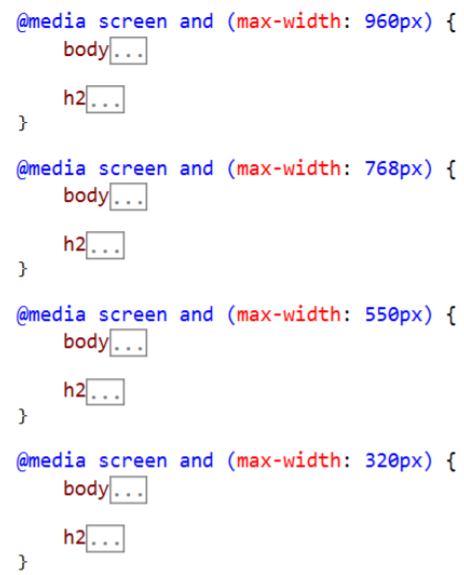 @media screen and (max-width: 960px) {
body...
h2...
}
@media screen and (max-width: 768px) {
body...
h2...
}
@media screen and (max-width: 550px) {
body...
h2...
}
@media screen and (max-width: 320px) {
body...
h2...
}